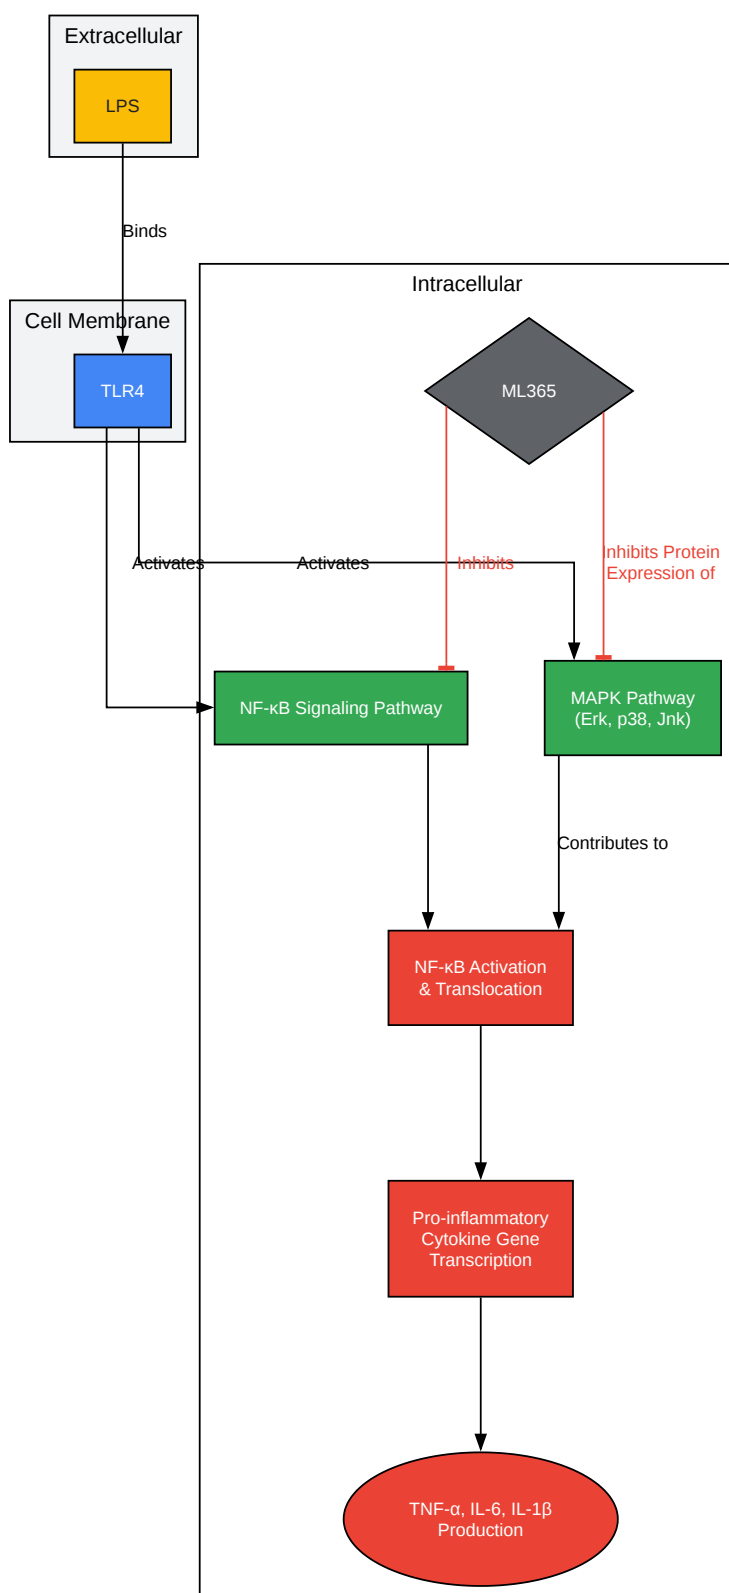 Extracellular
LPS
Binds
Intracellular
Cell Membrane
TLR4
ML365
Activates
Activates
Inhibits
Inhibits Protein
Expression of
NF-κB Signaling Pathway
MAPK Pathway
(Erk, p38, Jnk)
Contributes to
NF-κB Activation
& Translocation
Pro-inflammatory
Cytokine Gene
Transcription
TNF-α, IL-6, IL-1β
Production